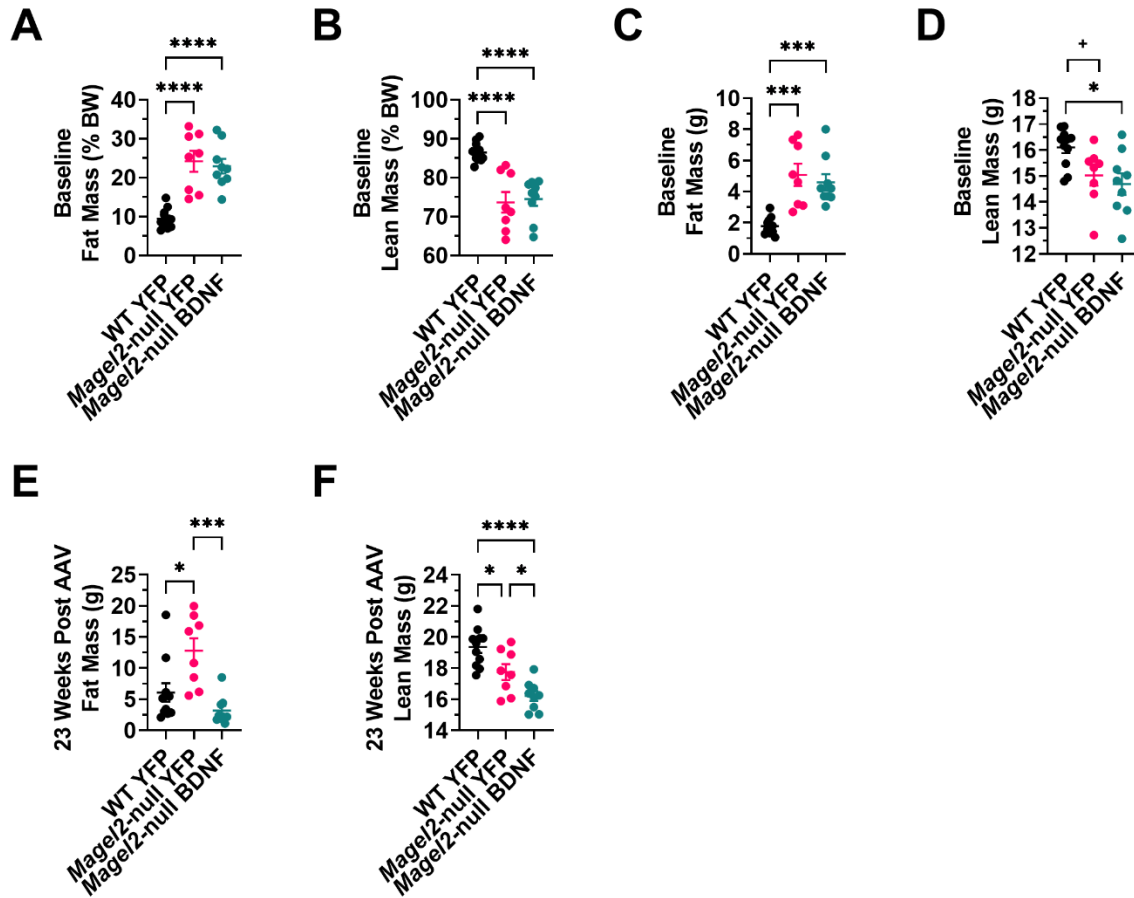 A
B
C
D
****
****
Baseline
Fat Mass (% BW)
40
30
20
10
0
WT YFP
Magel2-null YFP
Magel2-null BDNF
****
****
Baseline
Lean Mass (% BW)
100
90
80
70
60
WT YFP
Magel2-null YFP
Magel2-null BDNF
***
***
Baseline
Fat Mass (g)
10
8
6
4
2
0
WT YFP
Magel2-null YFP
Magel2-null BDNF
+
*
Baseline
Lean Mass (g)
18
17
16
15
14
13
12
WT YFP
Magel2-null YFP
Magel2-null BDNF
E
F
***
*
23 Weeks Post AAV
Fat Mass (g)
25
20
15
10
5
0
WT YFP
Magel2-null YFP
Magel2-null BDNF
****
* *
23 Weeks Post AAV
Lean Mass (g)
24
22
20
18
16
14
WT YFP
Magel2-null YFP
Magel2-null BDNF